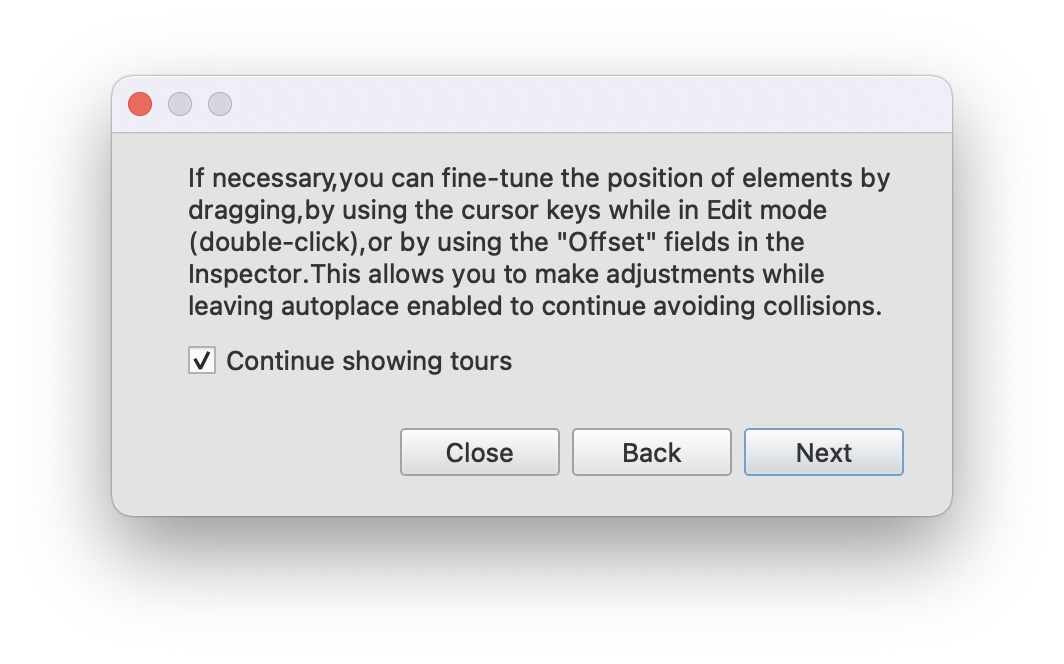 If necessary,you can fine-tune the position of elements by
dragging,by using the cursor keys while in Edit mode
(double-click),or by using the "Offset" fields in the
Inspector.This allows you to make adjustments while
leaving autoplace enabled to continue avoiding collisions.
Continue showing tours
Close Back Next